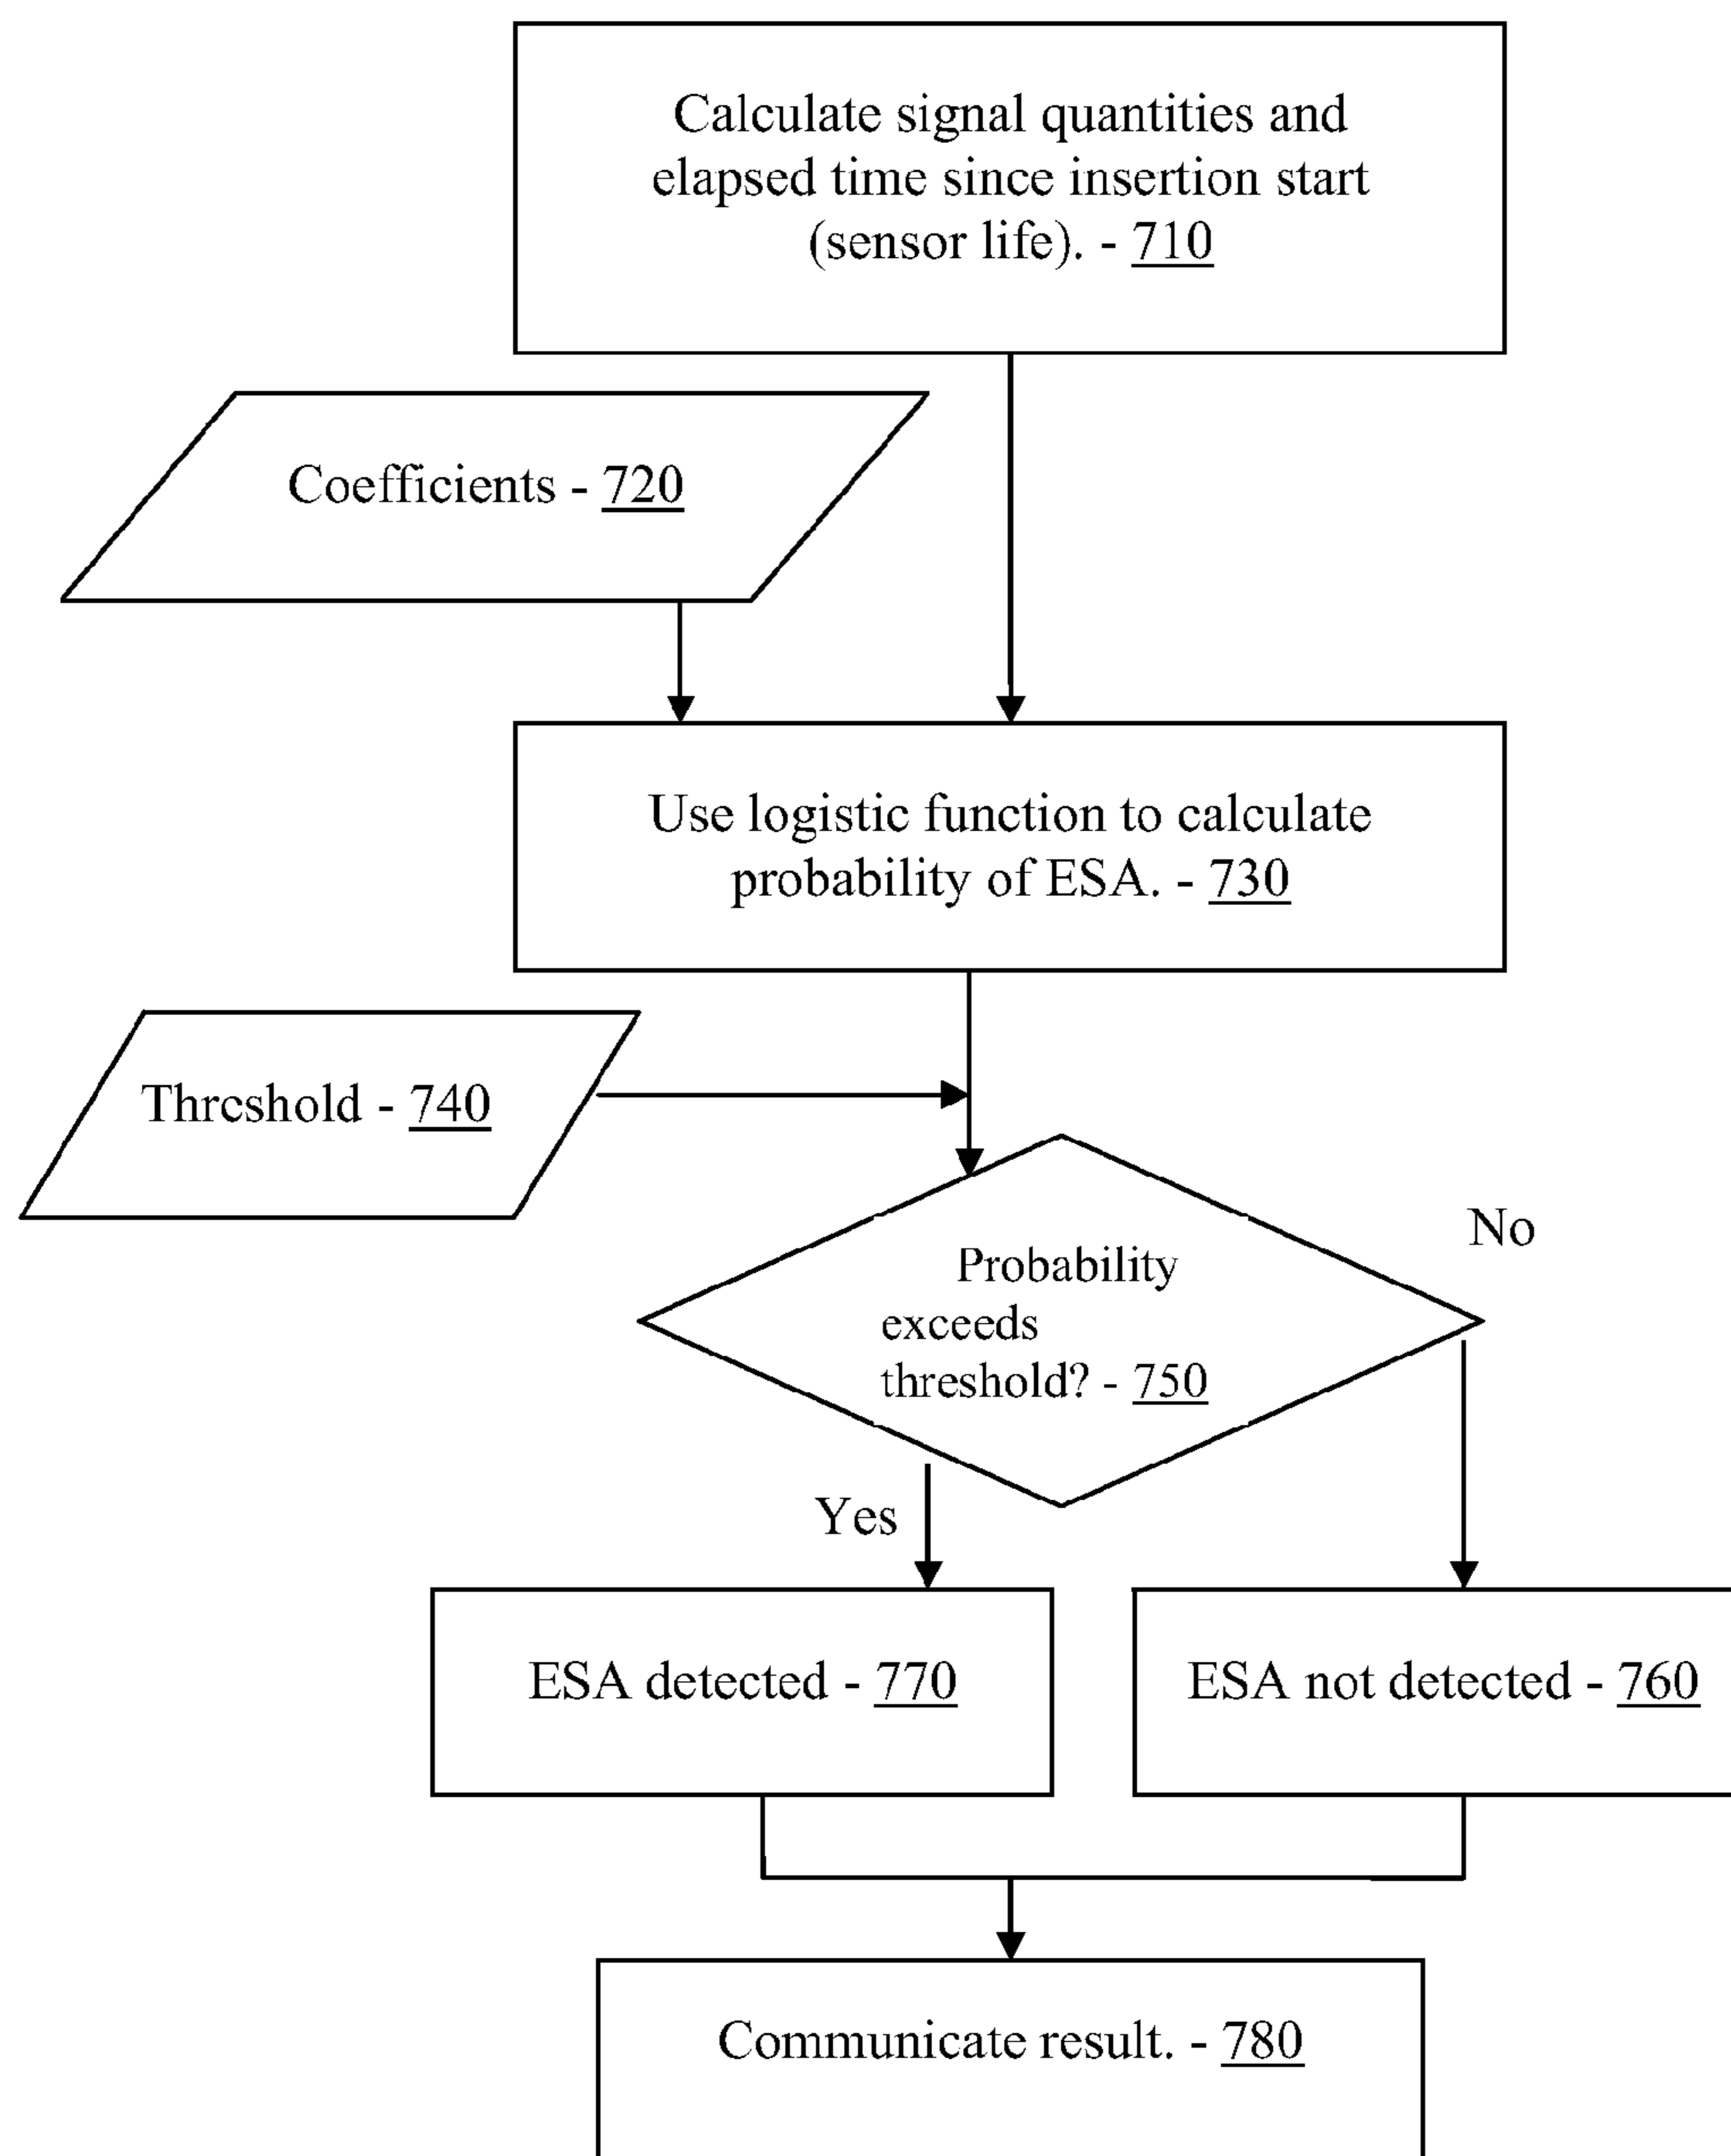 Calculate signal quantities and
elapsed time since insertion start
(sensor life). - 710
Coefficients - 720
Use logistic function to calculate
probability of ESA. - 730
Threshold - 740
Probability
exceeds
threshold? - 750
No
Yes
ESA detected - 770
ESA not detected - 760
Communicate result. - 780